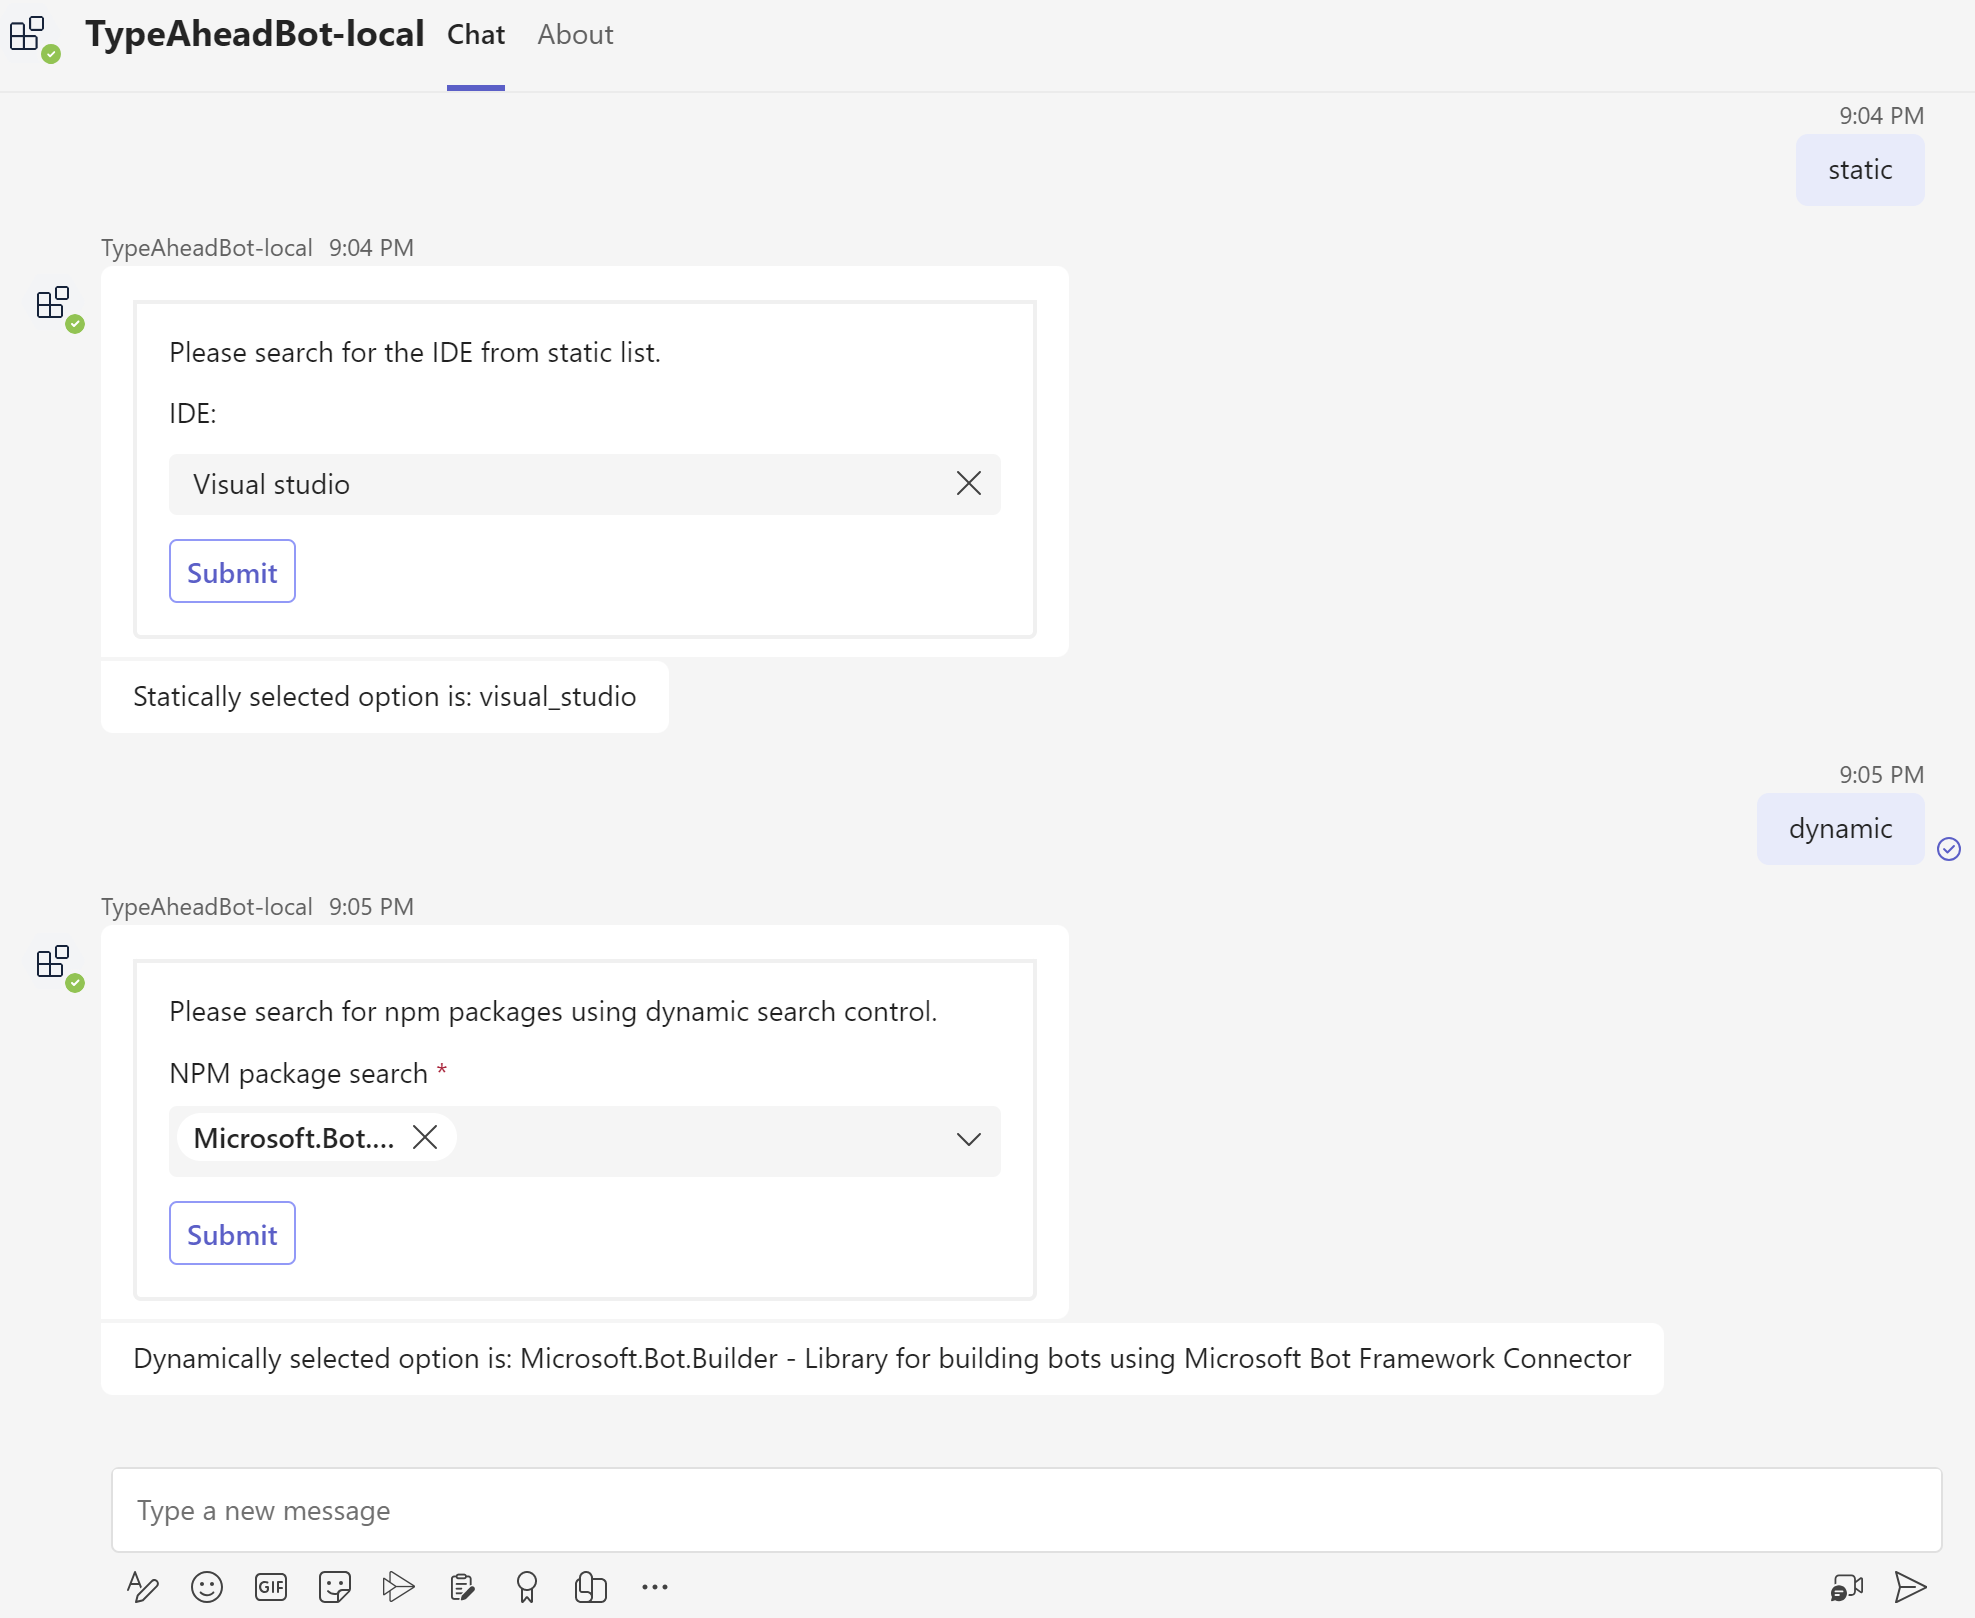 TypeAheadBot-local Chat About
9:04 PM
static
TypeAheadBot-local 9:04 PM
Please search for the IDE from static list.
IDE:
Visual studio
Submit
Statically selected option is: visual_studio
9:05 PM
dynamic
TypeAheadBot-local 9:05 PM
Please search for npm packages using dynamic search control.
NPM package search *
Microsoft.Bot....
Submit
Dynamically selected option is: Microsoft.Bot.Builder - Library for building bots using Microsoft Bot Framework Connector
Type a new message
GIF